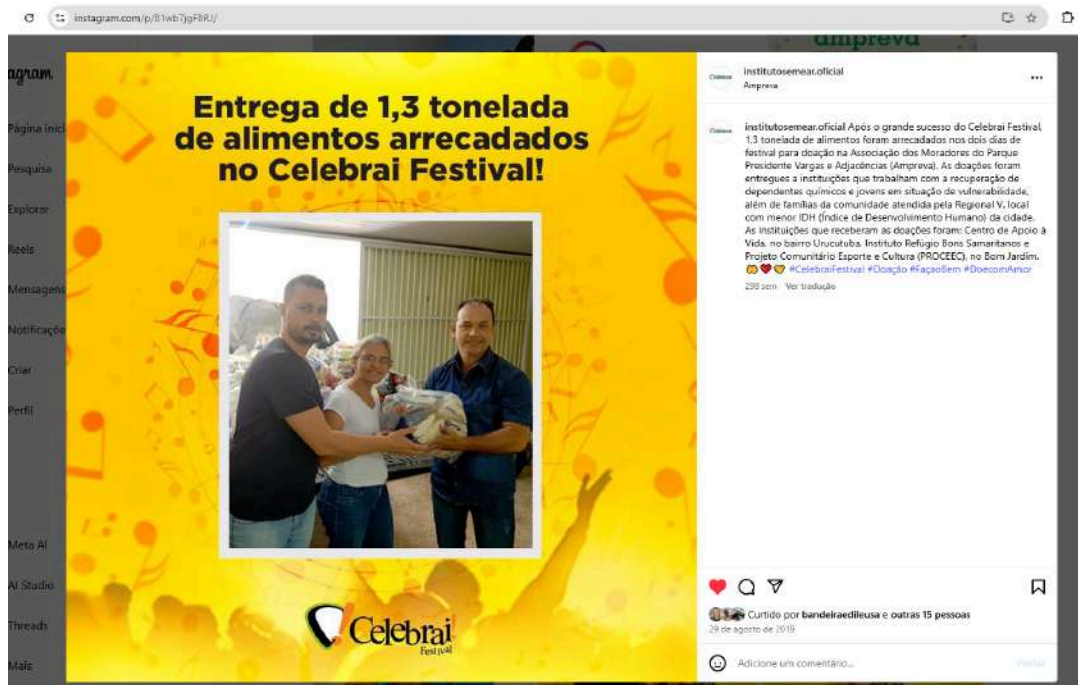 instagram.com/p/B1wb7jgFBRJ/
ampreva
agram
Página inici
Pesquisa
Explorar
Reels
Mensagens
Notificaçõe
Criar
Perfil
Meta AI
AI Studio
Threads
Mais
Entrega de 1,3 tonelada
de alimentos arrecadados
no Celebrai Festival!
Celebrai
Festival
institutosemear.oficial
Ampreva
institutosemear.oficial Após o grande sucesso do Celebrai Festival,
1,3 tonelada de alimentos foram arrecadados nos dois dias de
festival para doação na Associação dos Moradores do Parque
Presidente Vargas e Adjacências (Ampreva). As doações foram
entregues a instituições que trabalham com a recuperação de
dependentes químicos e jovens em situação de vulnerabilidade,
além de famílias da comunidade atendida pela Regional V, local
com menor IDH (Índice de Desenvolvimento Humano) da cidade.
As instituições que receberam as doações foram: Centro de Apoio à
Vida, no bairro Urucutuba, Instituto Refúgio Bons Samaritanos e
Projeto Comunitário Esporte e Cultura (PROCEEC), no Bom Jardim.
#CelebraiFestival #Doação #FaçaoBem #DoecomAmor
298 sem Ver tradução
Curtido por bandeiraedileusa e outras 15 pessoas
29 de agosto de 2019
Adicione um comentário...